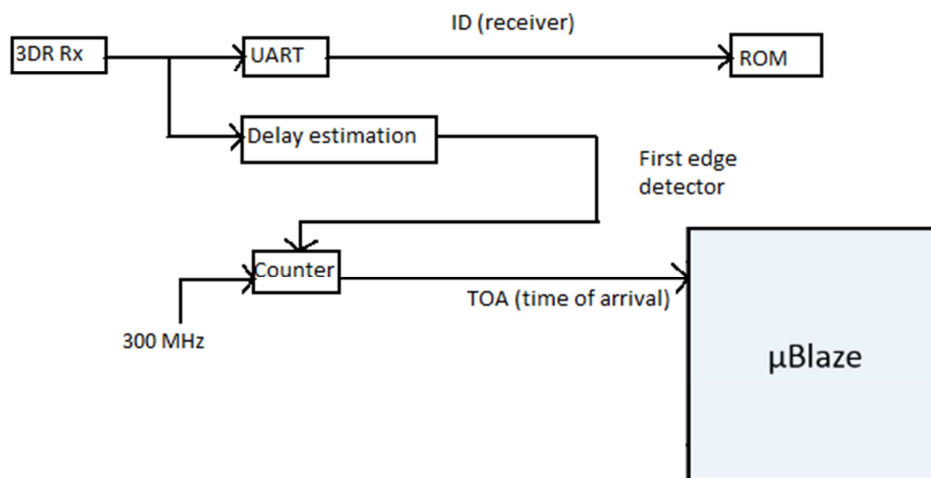 ID (receiver)
3DR Rx
UART
ROM
Delay estimation
First edge
detector
Counter
TOA (time of arrival)
300 MHz
µBlaze